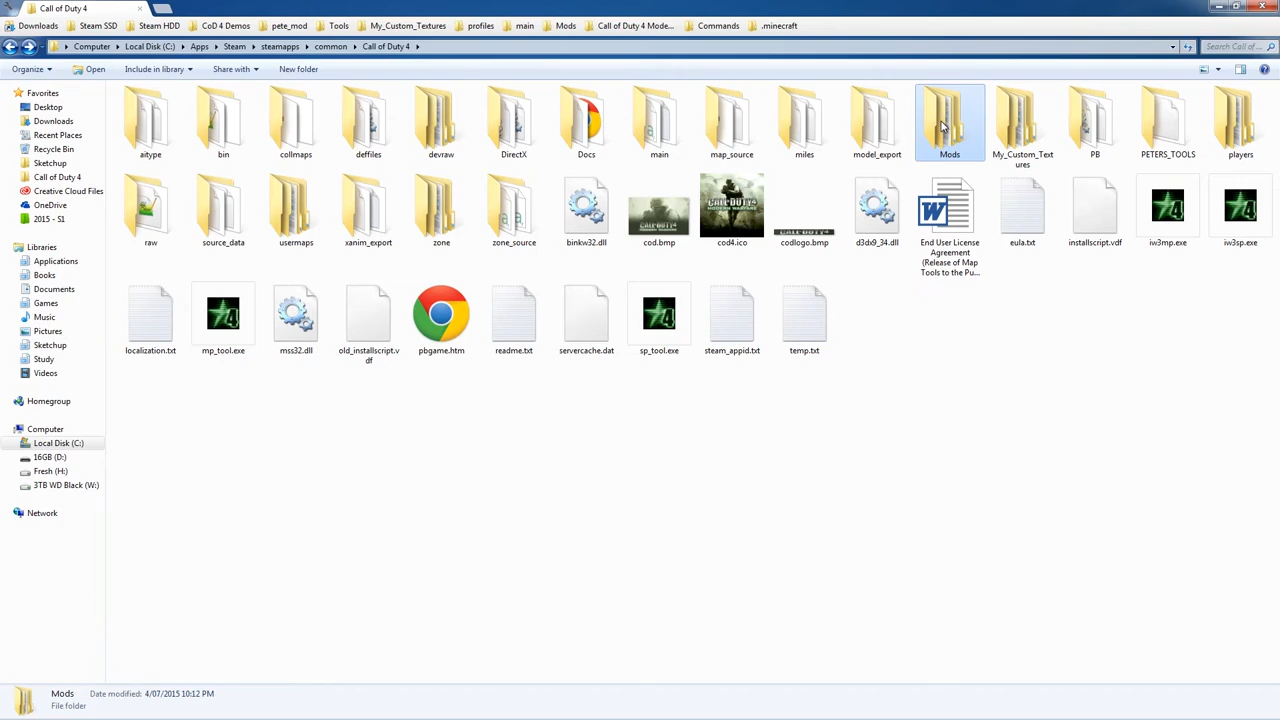 Call of Duty 4
Downloads Steam SSD Steam HDD CoD 4 Demos pete_mod Tools My_Custom_Textures profiles main Mods Call of Duty 4 Mode... Commands .minecraft
Computer Local Disk (C:) Apps Steam steamapps common Call of Duty 4 Search Call of ...
Organize Open Include in library Share with New folder
Favorites
Desktop
Downloads
Recent Places
Recycle Bin
Sketchup
Call of Duty 4
Creative Cloud Files
OneDrive
2015 - S1
Libraries
Applications
Books
Documents
Games
Music
Pictures
Sketchup
Study
Videos
Homegroup
Computer
Local Disk (C:)
16GB (D:)
Fresh (H:)
3TB WD Black (W:)
Network
aitype bin collmaps deffiles devraw DirectX Docs main map_source miles model_export Mods My_Custom_Text PB PETERS_TOOLS players
ures
raw source_data usermaps xanim_export zone zone_source binkw32.dll cod.bmp cod4.ico codlogo.bmp d3dx9_34.dll End User License eula.txt installscript.vdf iw3mp.exe iw3sp.exe
Agreement
(Release of Map
Tools to the Pu...
localization.txt mp_tool.exe mss32.dll old_installscript.v pbgame.htm readme.txt servercache.dat sp_tool.exe steam_appid.txt temp.txt
df
Mods Date modified: 4/07/2015 10:12 PM
File folder